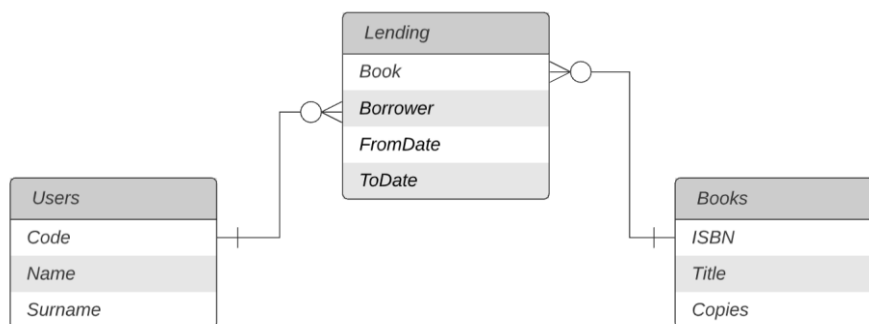 Lending
Book
Borrower
FromDate
ToDate
Users
Code
Name
Surname
Books
ISBN
Title
Copies